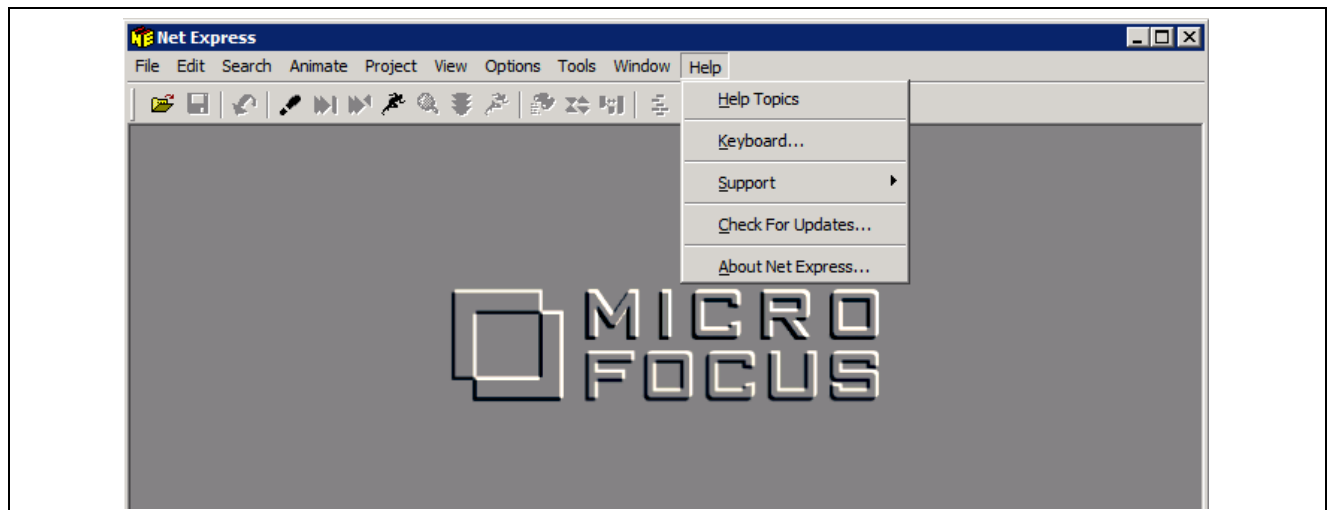 Net Express
File Edit Search Animate Project View Options Tools Window Help
Help Topics
Keyboard...
Support
Check For Updates...
About Net Express...
MICRO
FOCUS